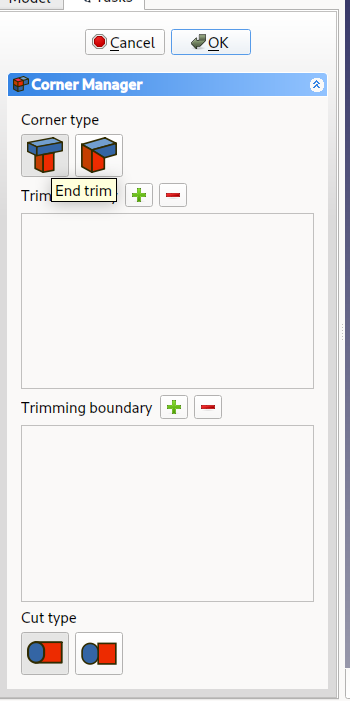 Model
Tasks
Cancel
OK
Corner Manager
Corner type
End trim
Trim
Trimming boundary
Cut type